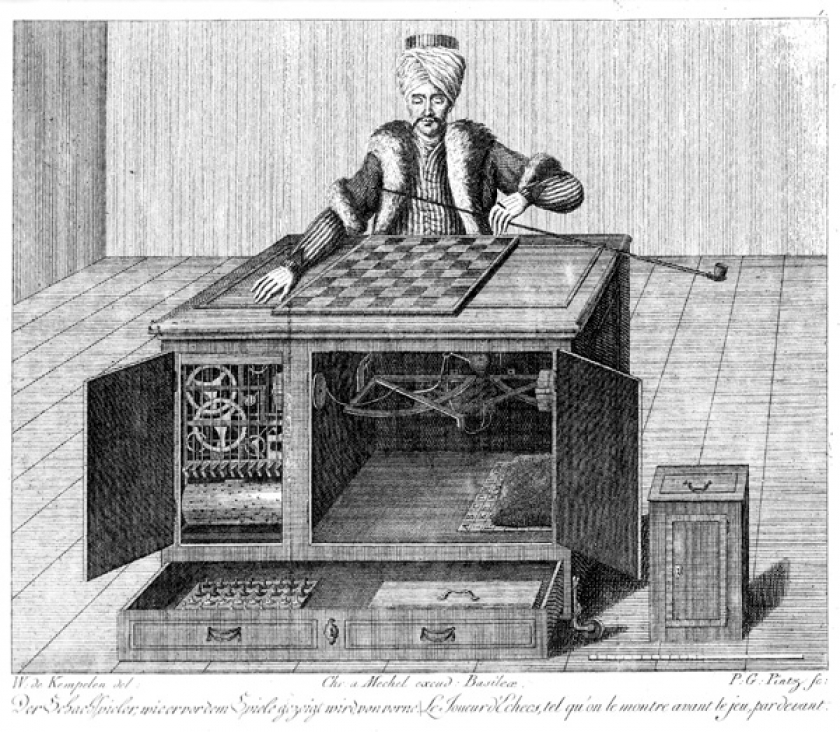 W. de Kempelen del.
Chr. a Mechel excud. Basileæ.
P. G. Pintz sc:
Der Schachspieler, wie er vor dem Spiele gezeigt wird, von vorne. Le Joueur d'Echecs, tel qu'on le montre avant le jeu, par devant.